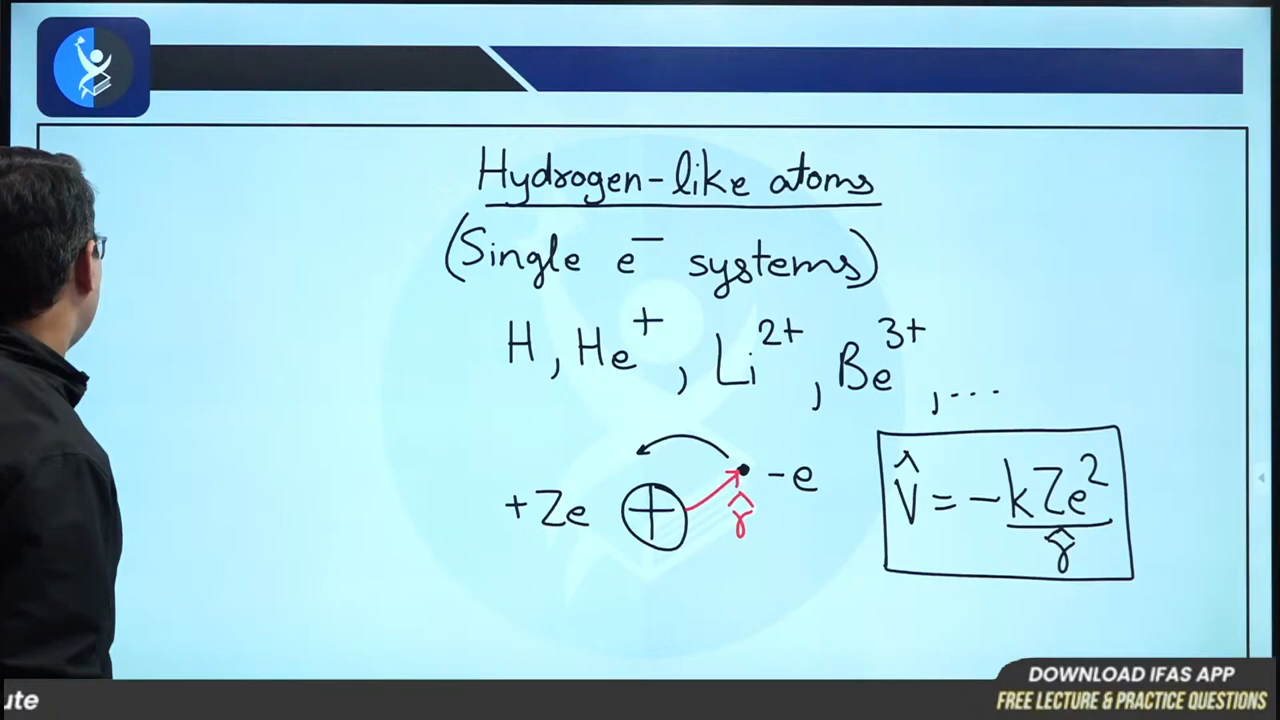 Hydrogen-like atoms
(Single e⁻ systems)
H, He⁺, Li²⁺, Be³⁺, ....
+Ze + -e
r̂
V̂ = -kZe²/r̂
ute
DOWNLOAD IFAS APP
FREE LECTURE & PRACTICE QUESTIONS